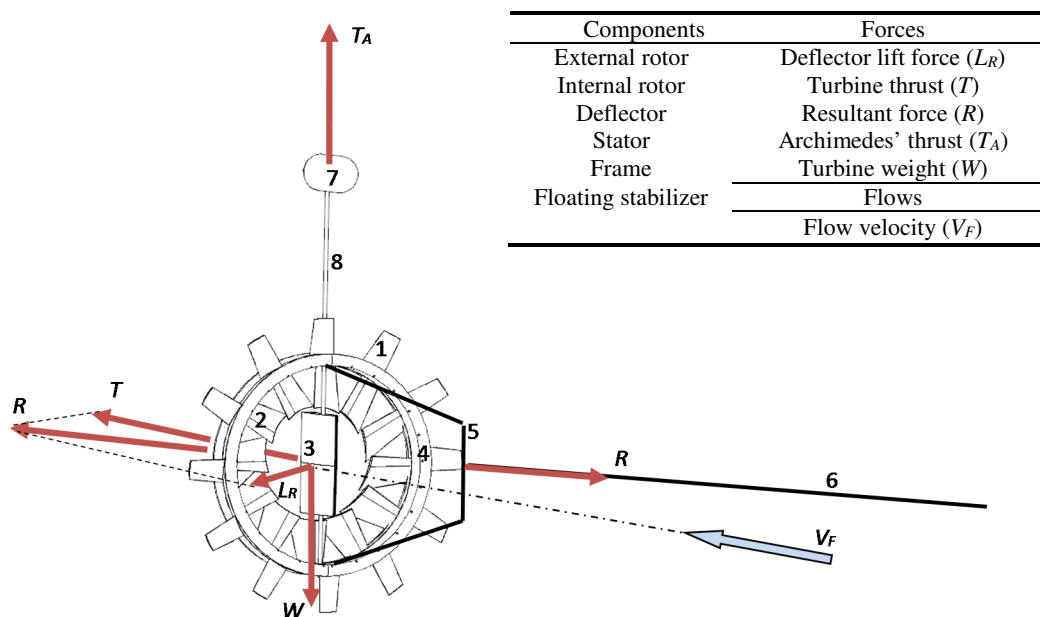 T_A
Components Forces
External rotor Deflector lift force (L_R)
Internal rotor Turbine thrust (T)
Deflector Resultant force (R)
Stator Archimedes' thrust (T_A)
Frame Turbine weight (W)
Floating stabilizer Flows
Flow velocity (V_F)
7
8
1
T
R
2
5
3
4
R
6
L_R
V_F
W